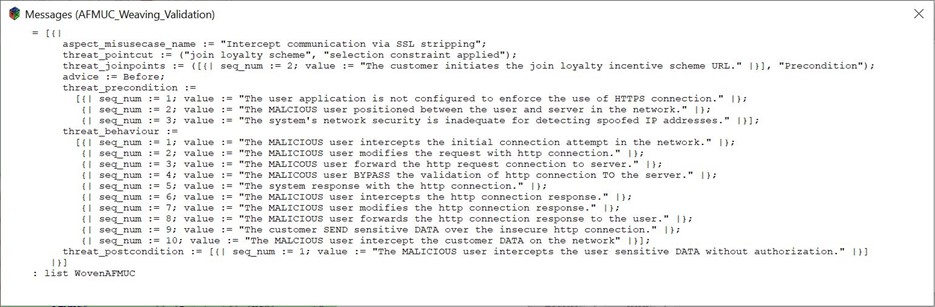 Messages (AFMUC_Weaving_Validation)
= [{|
aspect_misusecase_name := "Intercept communication via SSL stripping";
threat_pointcut := ("join loyalty scheme", "selection constraint applied");
threat_joinpoints := ([{| seq_num := 2; value := "The customer initiates the join loyalty incentive scheme URL." |}], "Precondition");
advice := Before;
threat_precondition :=
[{| seq_num := 1; value := "The user application is not configured to enforce the use of HTTPS connection." |};
{| seq_num := 2; value := "The MALCIOUS user positioned between the user and server in the network." |};
{| seq_num := 3; value := "The system's network security is inadequate for detecting spoofed IP addresses." |}];
threat_behaviour :=
[{| seq_num := 1; value := "The MALICIOUS user intercepts the initial connection attempt in the network." |};
{| seq_num := 2; value := "The MALICIOUS user modifies the request with http connection." |};
{| seq_num := 3; value := "The MALICOUS user forward the http request connection to server." |};
{| seq_num := 4; value := "The MALICOUS user BYPASS the validation of http connection TO the server." |};
{| seq_num := 5; value := "The system response with the http connection." |};
{| seq_num := 6; value := "The MALICIOUS user intercepts the http connection response." |};
{| seq_num := 7; value := "The MALICIOUS user modifies the http connection response." |};
{| seq_num := 8; value := "The MALICIOUS user forwards the http connection response to the user." |};
{| seq_num := 9; value := "The customer SEND sensitive DATA over the insecure http connection." |};
{| seq_num := 10; value := "The MALCIOUS user intercept the customer DATA on the network" |}];
threat_postcondition := [{| seq_num := 1; value := "The MALICIOUS user intercepts the user sensitive DATA without authorization." |}]
|}]
: list WovenAFMUC